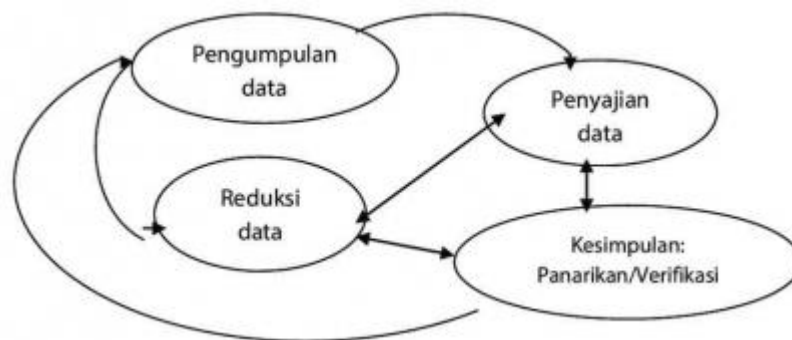 Pengumpulan
data
Penyajian
data
Reduksi
data
Kesimpulan:
Panarikan/Verifikasi